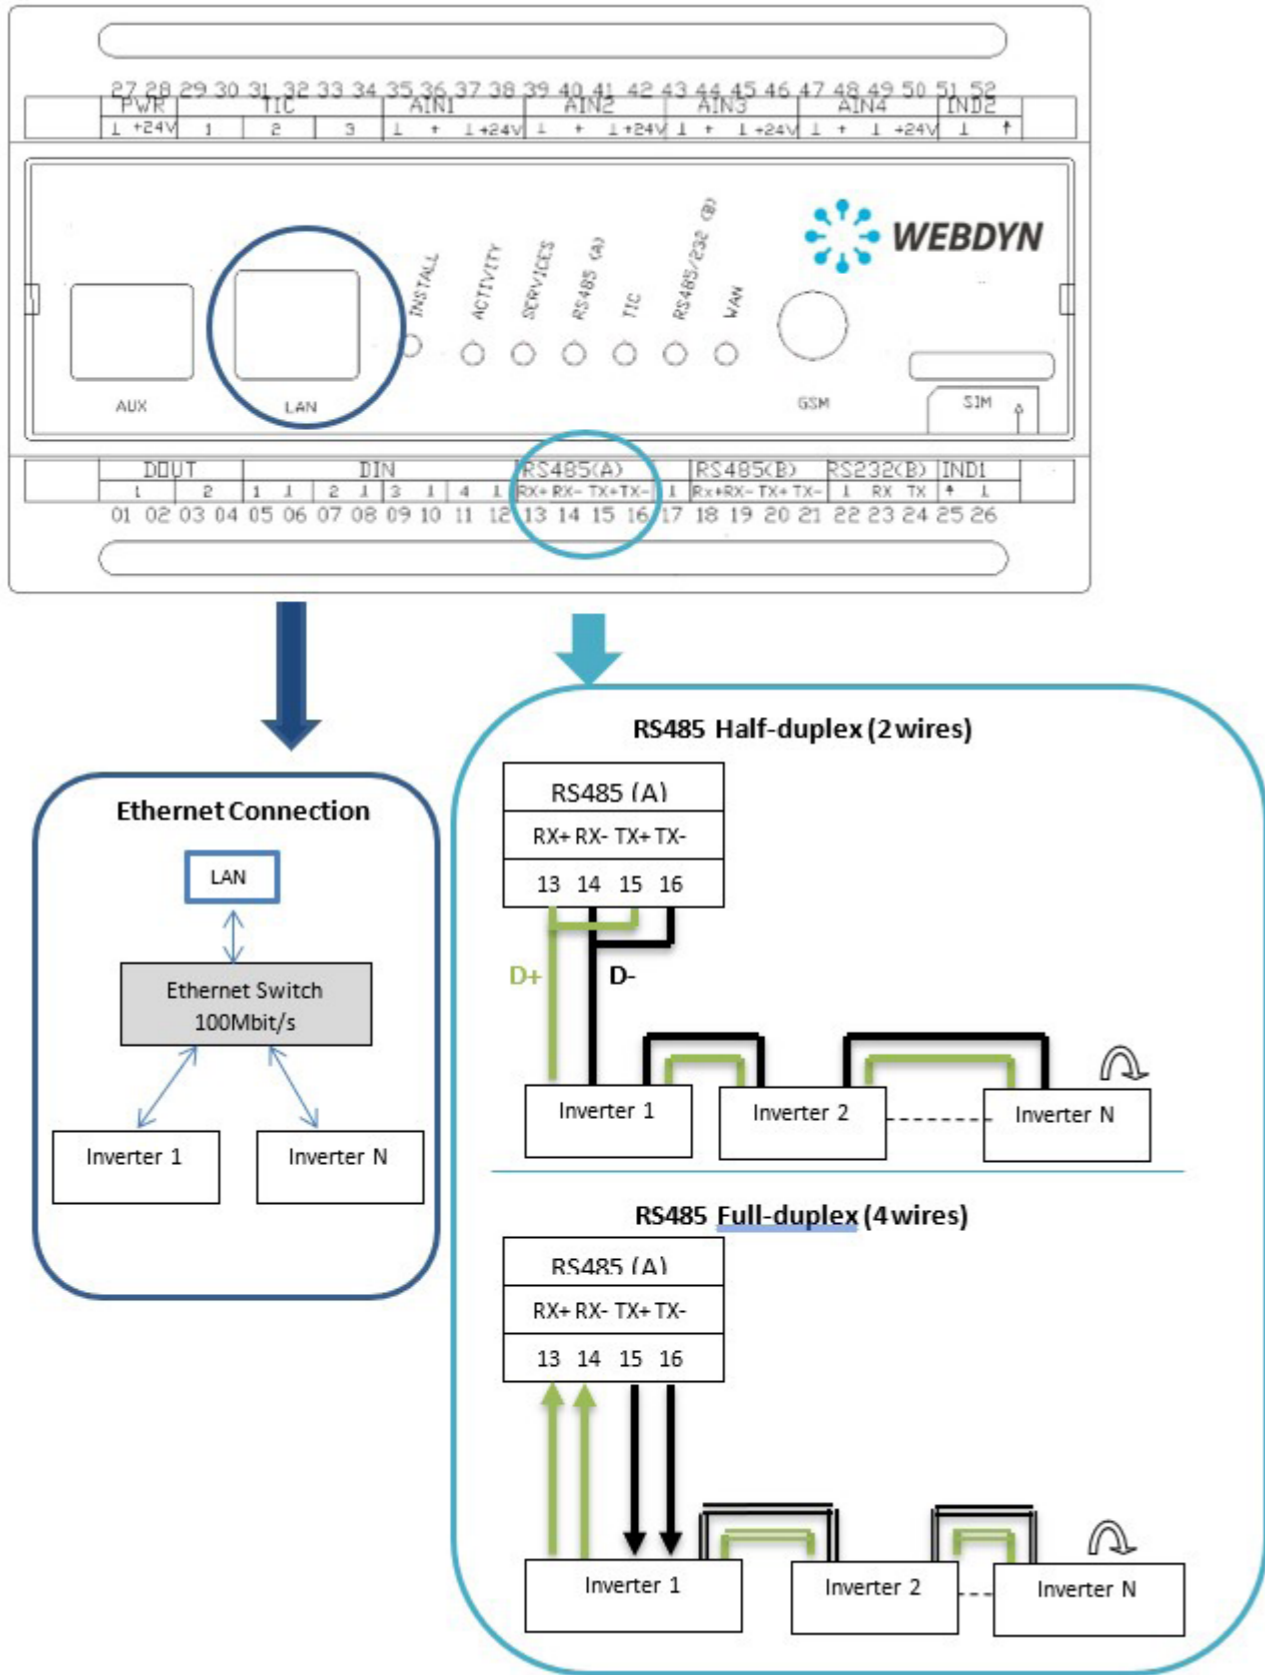 27 28 29 30 31 32 33 34 35 36 37 38 39 40 41 42 43 44 45 46 47 48 49 50 51 52
PWR TIC AIN1 AIN2 AIN3 AIN4 IND2
⊥ +24V 1 2 3 ⊥ + ⊥ +24V ⊥ + ⊥ +24V ⊥ + ⊥ +24V ⊥ + ⊥ +24V ⊥ ↑
INSTALL
ACTIVITY
SERVICES
RS485 (A)
TIC
RS485/232 (B)
WAN
WEBDYN
AUX
LAN
GSM
SIM
DOUT DIN RS485(A) RS485(B) RS232(B) IND1
1 2 1 ⊥ 2 ⊥ 3 ⊥ 4 ⊥ RX+ RX- TX+ TX- ⊥ RX+ RX- TX+ TX- ⊥ RX TX ↑ ⊥
01 02 03 04 05 06 07 08 09 10 11 12 13 14 15 16 17 18 19 20 21 22 23 24 25 26
Ethernet Connection
LAN
Ethernet Switch
100Mbit/s
Inverter 1
Inverter N
RS485 Half-duplex (2 wires)
RS485 (A)
RX+ RX- TX+ TX-
13 14 15 16
D+
D-
Inverter 1
Inverter 2
Inverter N
RS485 Full-duplex (4 wires)
RS485 (A)
RX+ RX- TX+ TX-
13 14 15 16
Inverter 1
Inverter 2
Inverter N